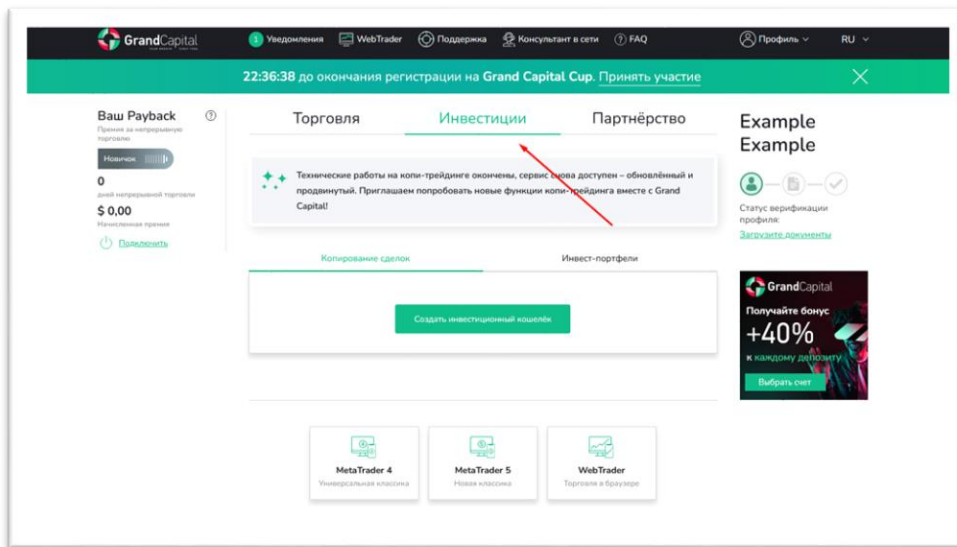 GrandCapital
1 Уведомления WebTrader Поддержка Консультант в сети FAQ Профиль RU
22:36:38 до окончания регистрации на Grand Capital Cup. Принять участие
Ваш Payback
Премия за непрерывную
торговлю
Новичок
0
дней непрерывной торговли
$ 0,00
Начисленная премия
Подключить
Торговля Инвестиции Партнёрство
Технические работы на копи-трейдинге окончены, сервис снова доступен – обновлённый и
продвинутый. Приглашаем попробовать новые функции копи-трейдинга вместе с Grand
Capital!
Копирование сделок Инвест-портфели
Создать инвестиционный кошелёк
MetaTrader 4
Универсальная классика
MetaTrader 5
Новая классика
WebTrader
Торговля в браузере
Example
Example
Статус верификации
профиля:
Загрузите документы
GrandCapital
Получайте бонус
+40%
к каждому депозиту
Выбрать счет